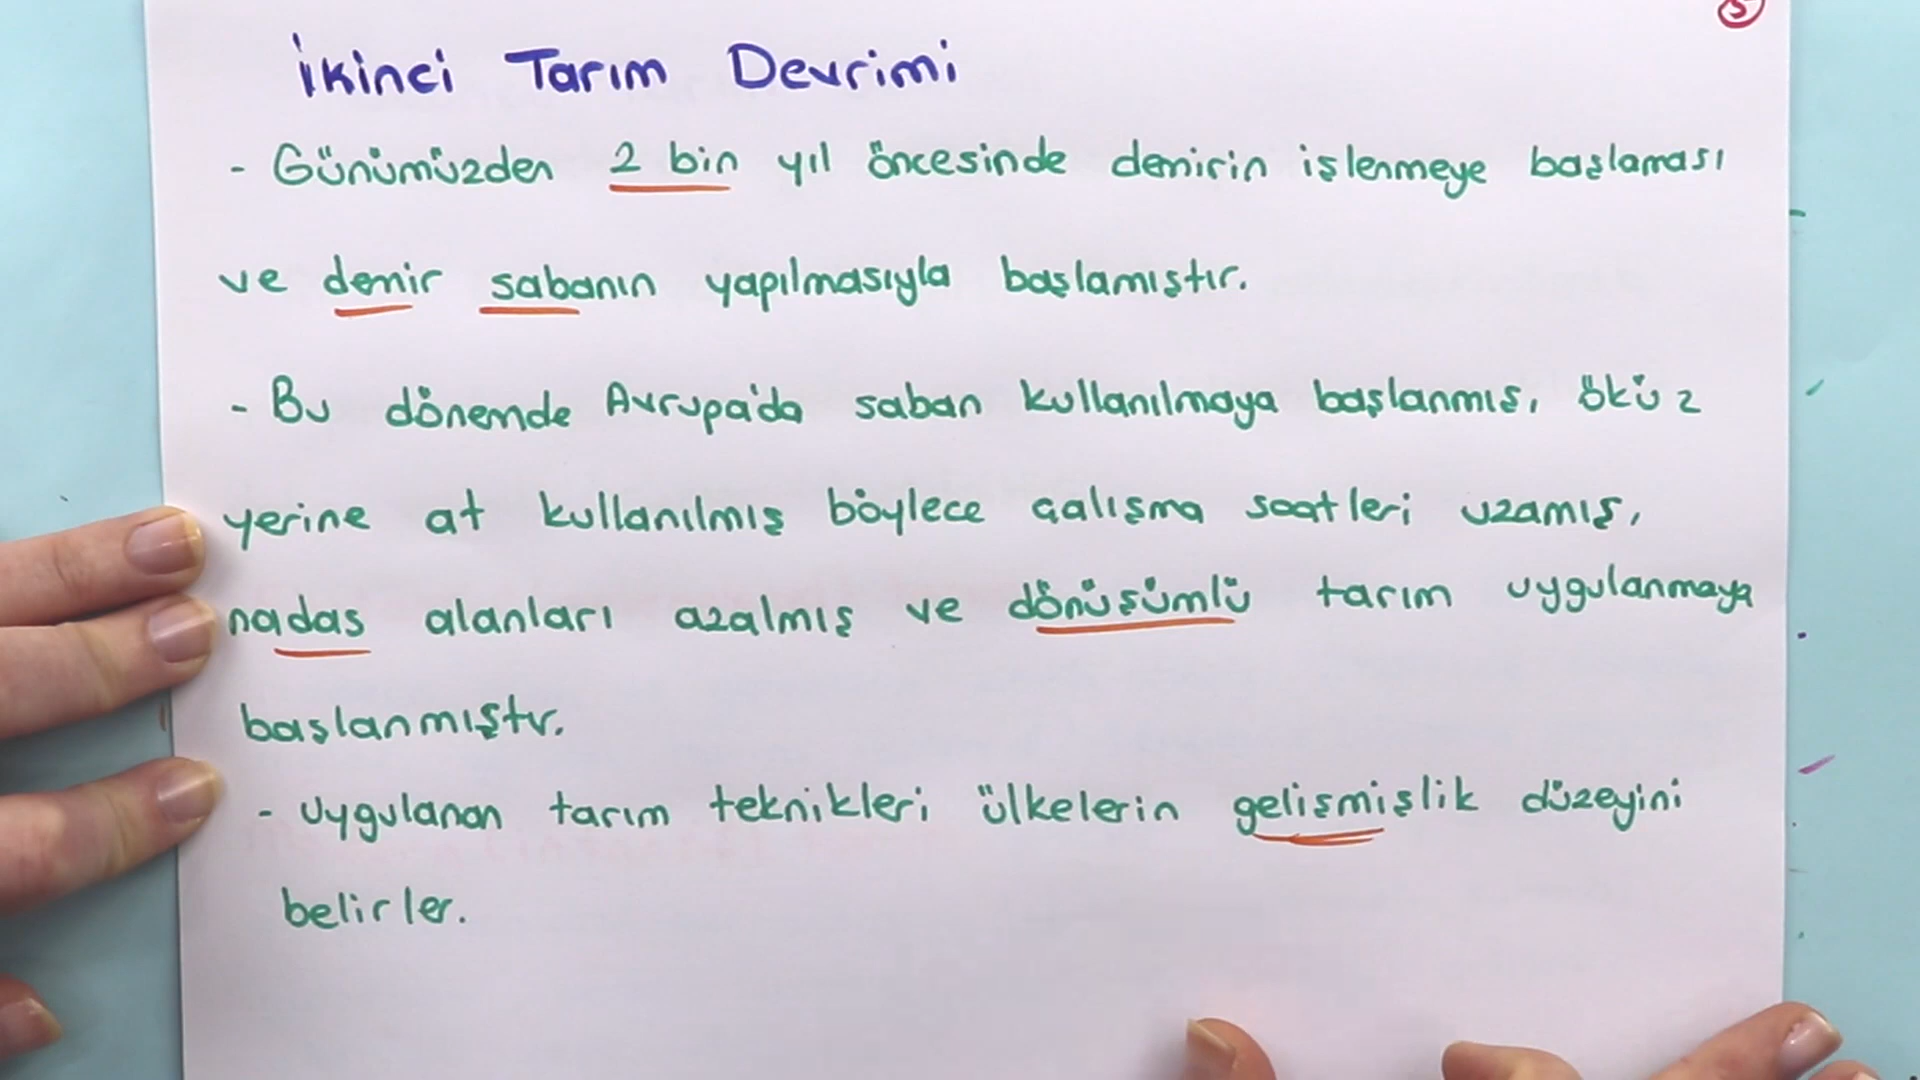 5
İkinci Tarım Devrimi
- Günümüzden 2 bin yıl öncesinde demirin işlenmeye başlaması
ve demir sabanın yapılmasıyla başlamıştır.
- Bu dönemde Avrupa'da saban kullanılmaya başlanmış, öküz
yerine at kullanılmış böylece çalışma saatleri uzamış,
nadas alanları azalmış ve dönüşümlü tarım uygulanmaya
başlanmıştır.
- Uygulanan tarım teknikleri ülkelerin gelişmişlik düzeyini
belirler.